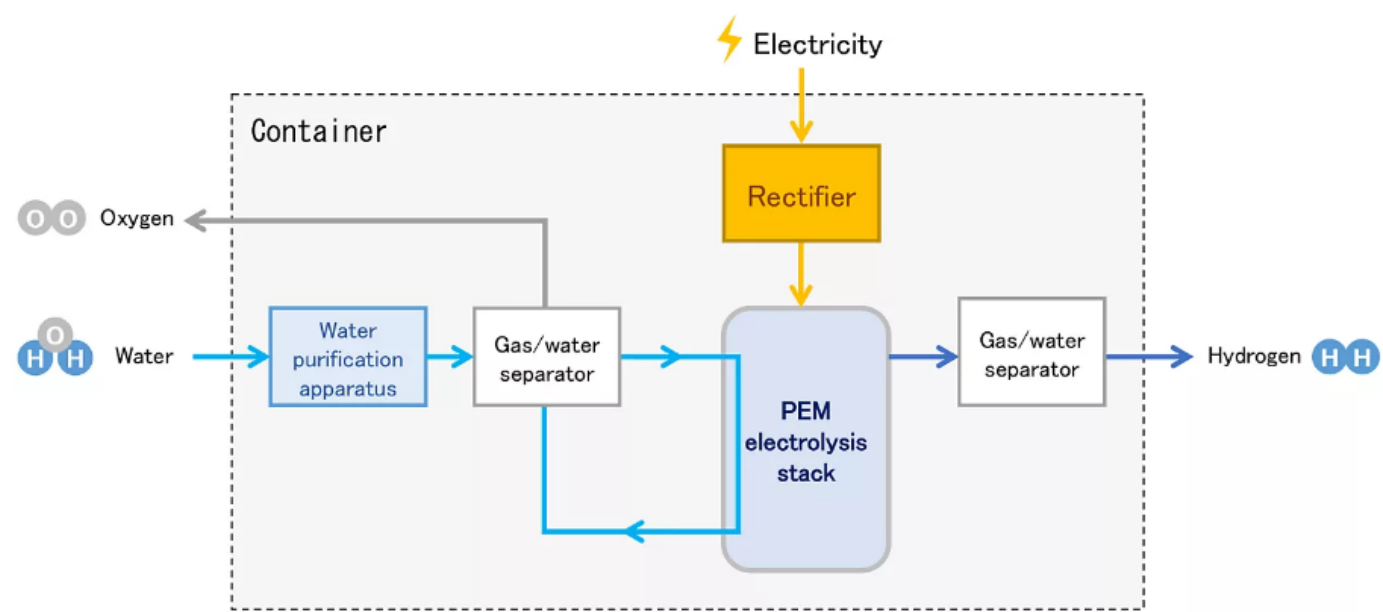 Electricity
Container
Rectifier
O O Oxygen
O
H H Water
Water
purification
apparatus
Gas/water
separator
PEM
electrolysis
stack
Gas/water
separator
Hydrogen H H